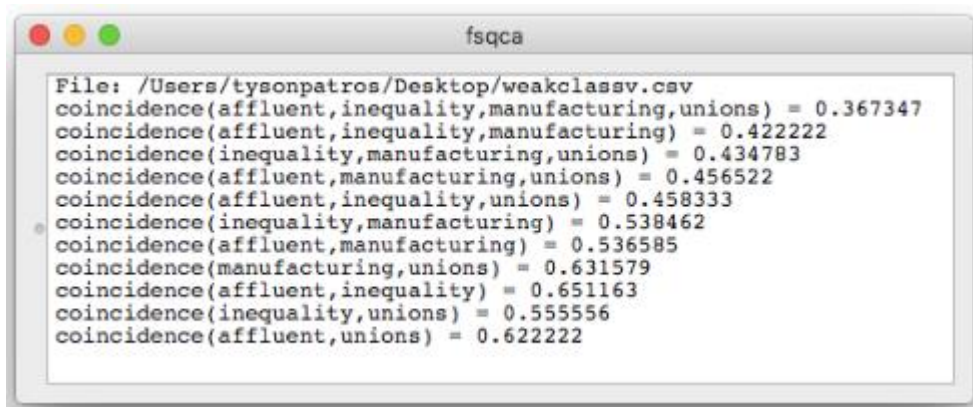 fsqca
File: /Users/tysonpatros/Desktop/weakclassv.csv
coincidence(affluent,inequality,manufacturing,unions) = 0.367347
coincidence(affluent,inequality,manufacturing) = 0.422222
coincidence(inequality,manufacturing,unions) = 0.434783
coincidence(affluent,manufacturing,unions) = 0.456522
coincidence(affluent,inequality,unions) = 0.458333
coincidence(inequality,manufacturing) = 0.538462
coincidence(affluent,manufacturing) = 0.536585
coincidence(manufacturing,unions) = 0.631579
coincidence(affluent,inequality) = 0.651163
coincidence(inequality,unions) = 0.555556
coincidence(affluent,unions) = 0.622222